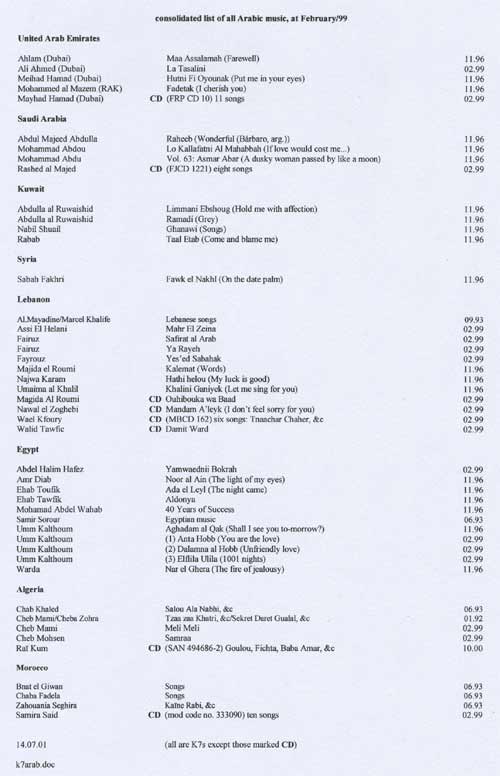 consolidated list of all Arabic music, at February/99
United Arab Emirates
Ahlam (Dubai) Maa Assalamah (Farewell) 11.96
Ali Ahmed (Dubai) La Tasalini 02.99
Meihad Hamad (Dubai) Hutni Fi Oyounak (Put me in your eyes) 11.96
Mohammed al Mazem (RAK) Fadetak (I cherish you) 11.96
Mayhad Hamad (Dubai) CD (FRP CD 10) 11 songs 02.99
Saudi Arabia
Abdul Majeed Abdulla Raheeb (Wonderful (Bárbaro, arg.)) 11.96
Mohammad Abdou Lo Kallafatni Al Mahabbah (If love would cost me...) 11.96
Mohammad Abdu Vol. 63: Asmar Abar (A dusky woman passed by like a moon) 11.96
Rashed al Majed CD (FJCD 1221) eight songs 02.99
Kuwait
Abdulla al Ruwaishid Limmani Ebshoug (Hold me with affection) 11.96
Abdulla al Ruwaishid Ramadi (Grey) 11.96
Nabil Shuail Ghanawi (Songs) 11.96
Rabab Taal Etab (Come and blame me) 11.96
Syria
Sabah Fakhri Fawk el Nakhl (On the date palm) 11.96
Lebanon
Al.Mayadine/Marcel Khalife Lebanese songs 09.93
Assi El Helani Mahr El Zeina 02.99
Fairuz Safirat al Arab 02.99
Fairuz Ya Rayeh 02.99
Fayrouz Yes'ed Sabahak 02.99
Majida el Roumi Kalemat (Words) 11.96
Najwa Karam Hathi helou (My luck is good) 11.96
Umaima al Khalil Khalini Ganiyek (Let me sing for you) 11.96
Magida Al Roumi CD Ouhibouka wa Baad 02.99
Nawal el Zoghebi CD Mandam A'leyk (I don't feel sorry for you) 02.99
Wael Kfoury CD (MBCD 162) six songs: Tnaachar Chaher, &c 02.99
Walid Tawfic CD Damit Ward 02.99
Egypt
Abdel Halim Hafez Yamwaednii Bokrah 02.99
Amr Diab Noor al Ain (The light of my eyes) 11.96
Ehab Toufik Ada el Leyl (The night came) 11.96
Ehab Tawfik Aldonya 11.96
Mohamad Abdel Wahab 40 Years of Success 11.96
Samir Sorour Egyptian music 06.93
Umm Kalthoum Aghadam al Qak (Shall I see you to-morrow?) 11.96
Umm Kalthoum (1) Anta Hobb (You are the love) 02.99
Umm Kalthoum (2) Dalamna al Hobb (Unfriendly love) 02.99
Umm Kalthoum (3) Elflila Ulila (1001 nights) 02.99
Warda Nar el Ghera (The fire of jealousy) 11.96
Algeria
Chab Khaled Salou Ala Nabhi, &c 06.93
Cheb Mami/Cheba Zohra Tzaa zaa Khatri, &c/Sekret Daret Gualal, &c 01.92
Cheb Mami Meli Meli 02.99
Cheb Mohsen Samraa 02.99
Raï Kum CD (SAN 494686-2) Goulou, Fichta, Baba Amar, &c 10.00
Morocco
Bnat el Giwan Songs 06.93
Chaba Fadela Songs 06.93
Zahouania Seghira Kaïne Rabi, &c 06.93
Samira Said CD (mod code no. 333090) ten songs 02.99
14.07.01 (all are K7s except those marked CD)
k7arab.doc